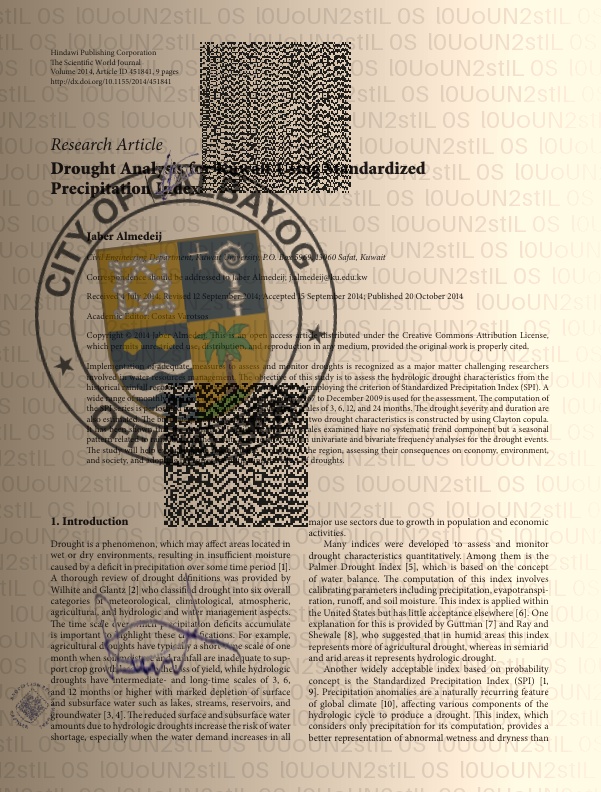 Hindawi Publishing Corporation
The Scientific World Journal
Volume 2014, Article ID 451841, 9 pages
http://dx.doi.org/10.1155/2014/451841
Research Article
Drought Analysis for Kuwait Using Standardized
Precipitation Index
Jaber Almedeij
Civil Engineering Department, Kuwait University, P.O. Box 5969, 13060 Safat, Kuwait
Correspondence should be addressed to Jaber Almedeij; j.almedeij@ku.edu.kw
Received 4 July 2014; Revised 12 September 2014; Accepted 15 September 2014; Published 20 October 2014
Academic Editor: Costas Varotsos
Copyright © 2014 Jaber Almedeij. This is an open access article distributed under the Creative Commons Attribution License,
which permits unrestricted use, distribution, and reproduction in any medium, provided the original work is properly cited.
Implementation of adequate measures to assess and monitor droughts is recognized as a major matter challenging researchers
involved in water resources management. The objective of this study is to assess the hydrologic drought characteristics from the
historical rainfall employing the criterion of Standardized Precipitation Index (SPI). A
wide range of monthly to December 2009 is used for the assessment. The computation of
the SPI series is performed of 3, 6, 12, and 24 months. The drought severity and duration are
also estimated. The two drought characteristics is constructed by using Clayton copula.
It has been shown examined have no systematic trend component but a seasonal
pattern related to univariate and bivariate frequency analyses for the drought events.
The study will help the region, assessing their consequences on economy, environment,
and society, and droughts.
1. Introduction
Drought is a phenomenon, which may affect areas located in
wet or dry environments, resulting in insufficient moisture
caused by a deficit in precipitation over some time period [1].
A thorough review of drought definitions was provided by
Wilhite and Glantz [2] who classified drought into six overall
categories of meteorological, climatological, atmospheric,
agricultural, and hydrologic and water management aspects.
The time scale over which precipitation deficits accumulate
is important to highlight these classifications. For example,
agricultural droughts have typically a short time scale of one
month when soil water and rainfall are inadequate to sup-
port crop growth the loss of yield, while hydrologic
droughts have intermediate and long-time scales of 3, 6,
and 12 months or higher with marked depletion of surface
and subsurface water such as lakes, streams, reservoirs, and
groundwater [3, 4]. The reduced surface and subsurface water
amounts due to hydrologic droughts increase the risk of water
shortage, especially when the water demand increases in all
major use sectors due to growth in population and economic
activities.
Many indices were developed to assess and monitor
drought characteristics quantitatively. Among them is the
Palmer Drought Index [5], which is based on the concept
of water balance. The computation of this index involves
calibrating parameters including precipitation, evapotranspi-
ration, runoff, and soil moisture. This index is applied within
the United States but has little acceptance elsewhere [6]. One
explanation for this is provided by Guttman [7] and Ray and
Shewale [8], who suggested that in humid areas this index
represents more of agricultural drought, whereas in semiarid
and arid areas it represents hydrologic drought.
Another widely acceptable index based on probability
concept is the Standardized Precipitation Index (SPI) [1,
9]. Precipitation anomalies are a naturally recurring feature
of global climate [10], affecting various components of the
hydrologic cycle to produce a drought. This index, which
considers only precipitation for its computation, provides a
better representation of abnormal wetness and dryness than
CITY OF
l0UoUN2stIL 0S